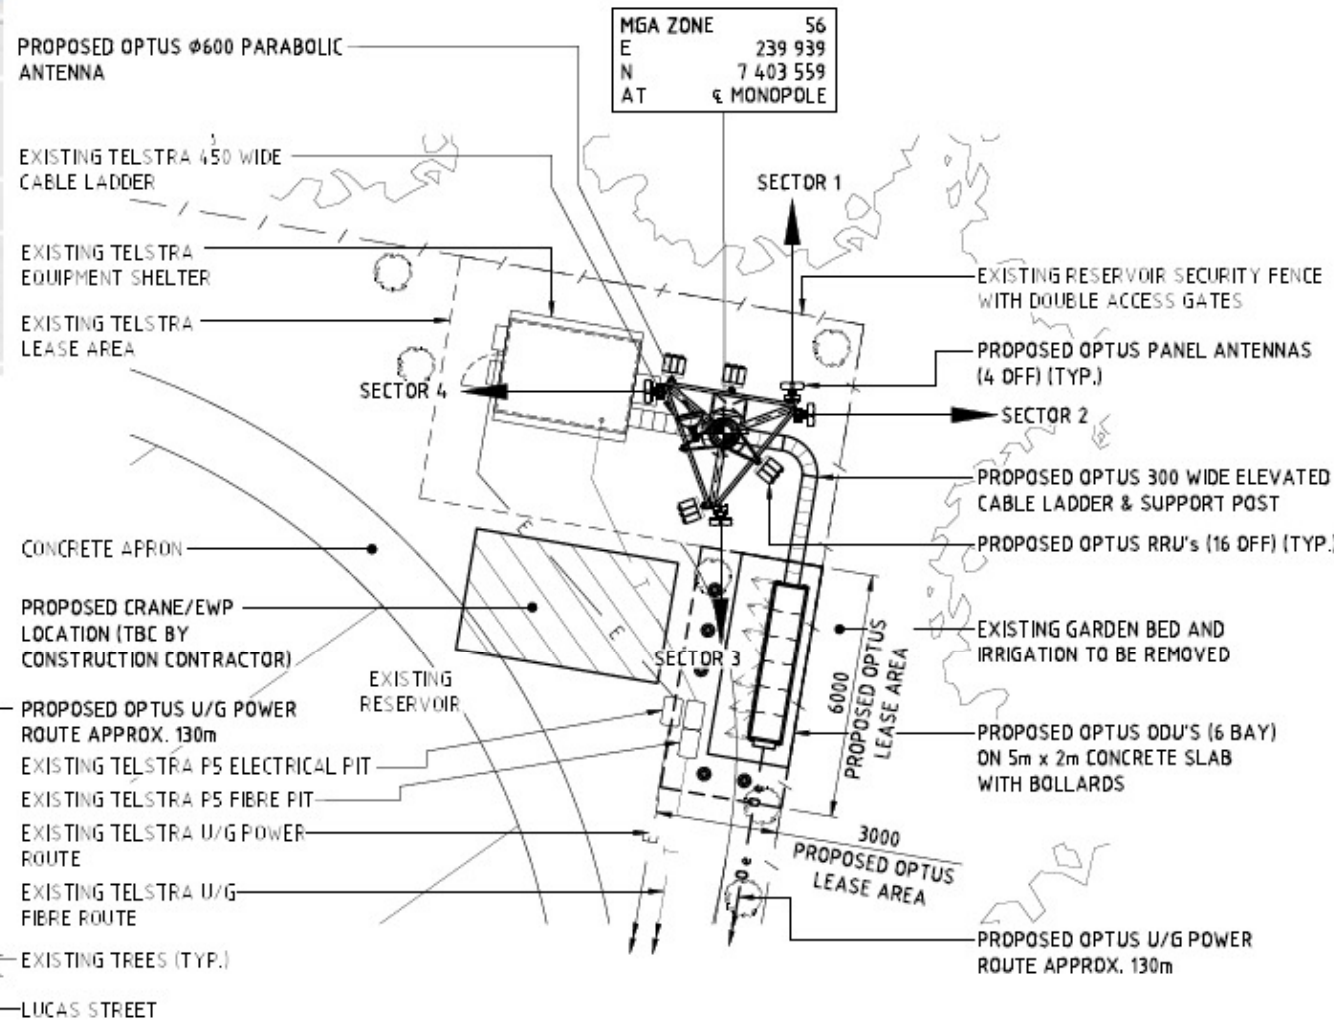 MGA ZONE 56
E 239 939
N 7 403 559
AT ℄ MONOPOLE
PROPOSED OPTUS Ø600 PARABOLIC
ANTENNA
EXISTING TELSTRA 450 WIDE
CABLE LADDER
EXISTING TELSTRA
EQUIPMENT SHELTER
EXISTING TELSTRA
LEASE AREA
SECTOR 4
CONCRETE APRON
PROPOSED CRANE/EWP
LOCATION (TBC BY
CONSTRUCTION CONTRACTOR)
EXISTING
RESERVOIR
PROPOSED OPTUS U/G POWER
ROUTE APPROX. 130m
EXISTING TELSTRA P5 ELECTRICAL PIT
EXISTING TELSTRA P5 FIBRE PIT
EXISTING TELSTRA U/G POWER
ROUTE
EXISTING TELSTRA U/G
FIBRE ROUTE
EXISTING TREES (TYP.)
LUCAS STREET
SECTOR 1
EXISTING RESERVOIR SECURITY FENCE
WITH DOUBLE ACCESS GATES
PROPOSED OPTUS PANEL ANTENNAS
(4 OFF) (TYP.)
SECTOR 2
PROPOSED OPTUS 300 WIDE ELEVATED
CABLE LADDER & SUPPORT POST
PROPOSED OPTUS RRU's (16 OFF) (TYP.)
EXISTING GARDEN BED AND
IRRIGATION TO BE REMOVED
PROPOSED OPTUS ODU'S (6 BAY)
ON 5m x 2m CONCRETE SLAB
WITH BOLLARDS
PROPOSED OPTUS U/G POWER
ROUTE APPROX. 130m
SECTOR 3
6000
PROPOSED OPTUS
LEASE AREA
3000
PROPOSED OPTUS
LEASE AREA
E
E
T
E
Oe
Oe